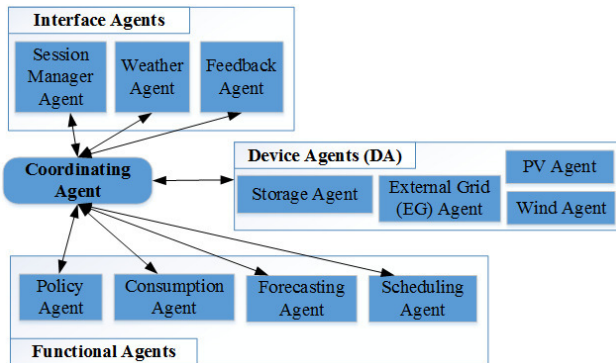 Interface Agents
Session
Manager
Agent
Weather
Agent
Feedback
Agent
Coordinating
Agent
Device Agents (DA)
Storage Agent
External Grid
(EG) Agent
PV Agent
Wind Agent
Policy
Agent
Consumption
Agent
Forecasting
Agent
Scheduling
Agent
Functional Agents